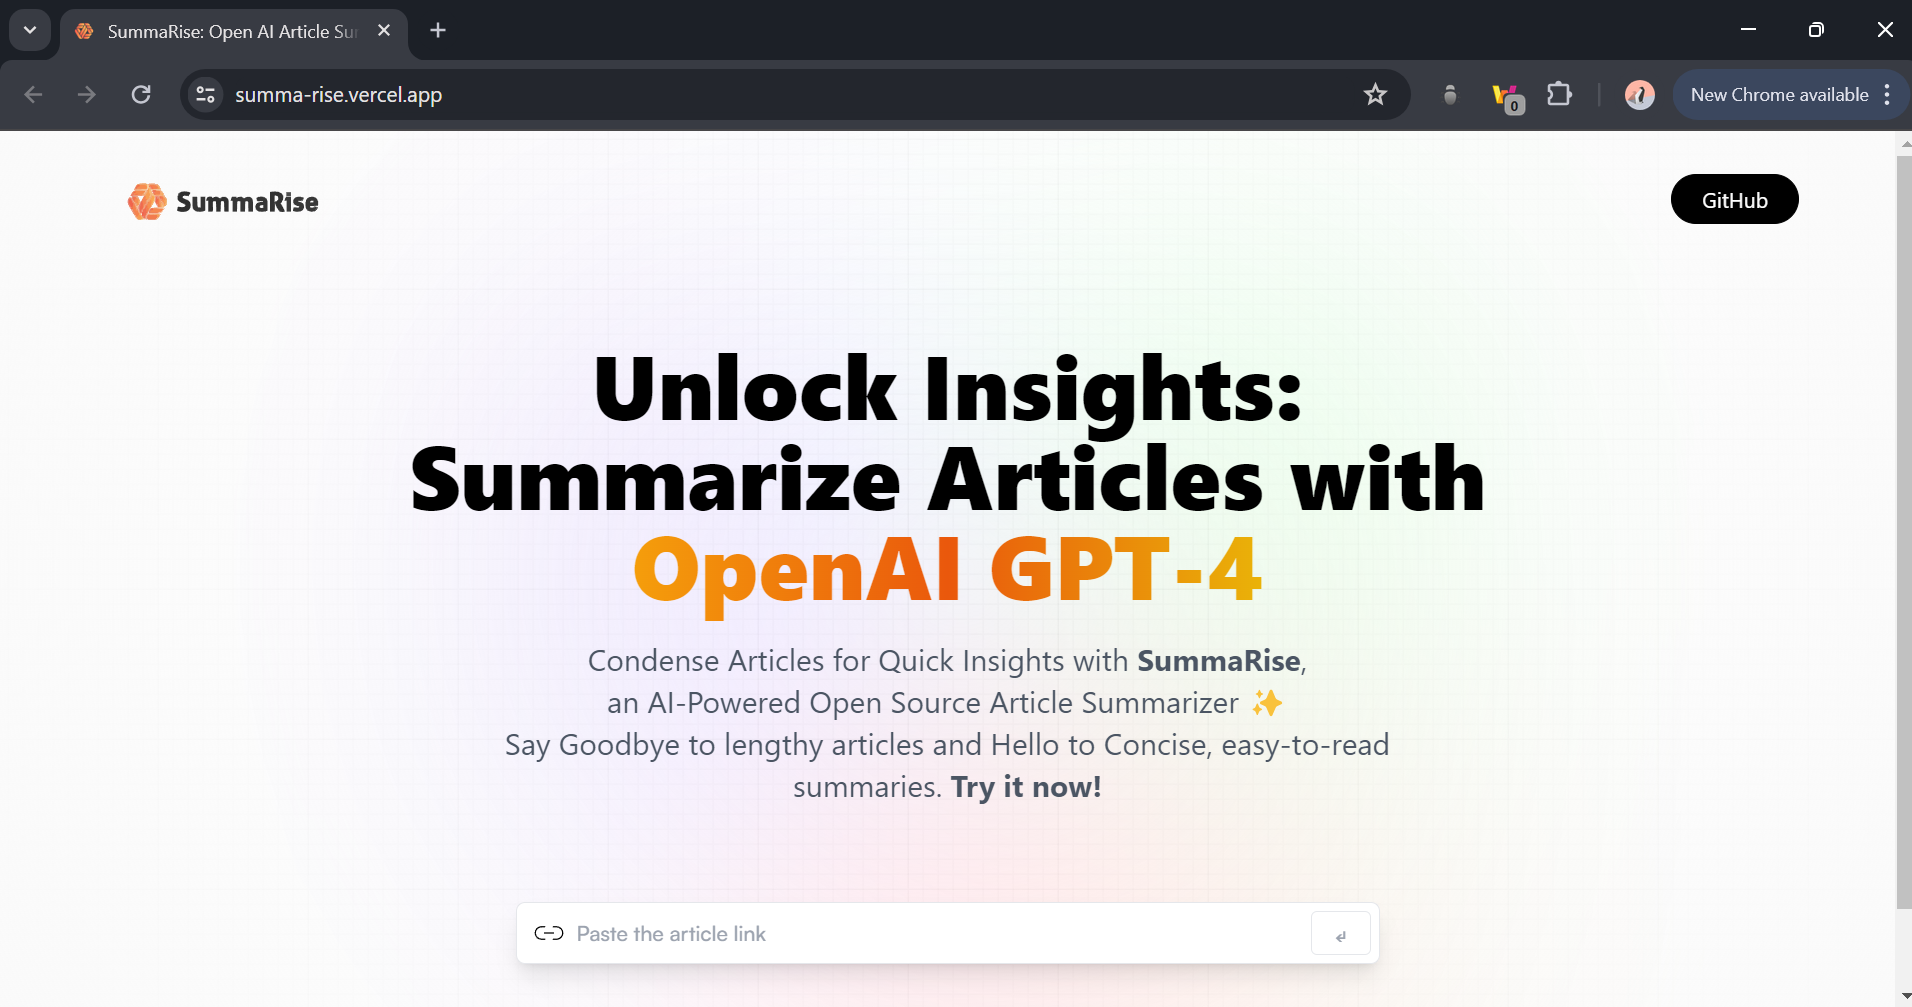 SummaRise: Open AI Article Sur
summa-rise.vercel.app
0
New Chrome available
SummaRise
GitHub
Unlock Insights:
Summarize Articles with
OpenAI GPT-4
Condense Articles for Quick Insights with SummaRise,
an AI-Powered Open Source Article Summarizer ✨
Say Goodbye to lengthy articles and Hello to Concise, easy-to-read
summaries. Try it now!
Paste the article link